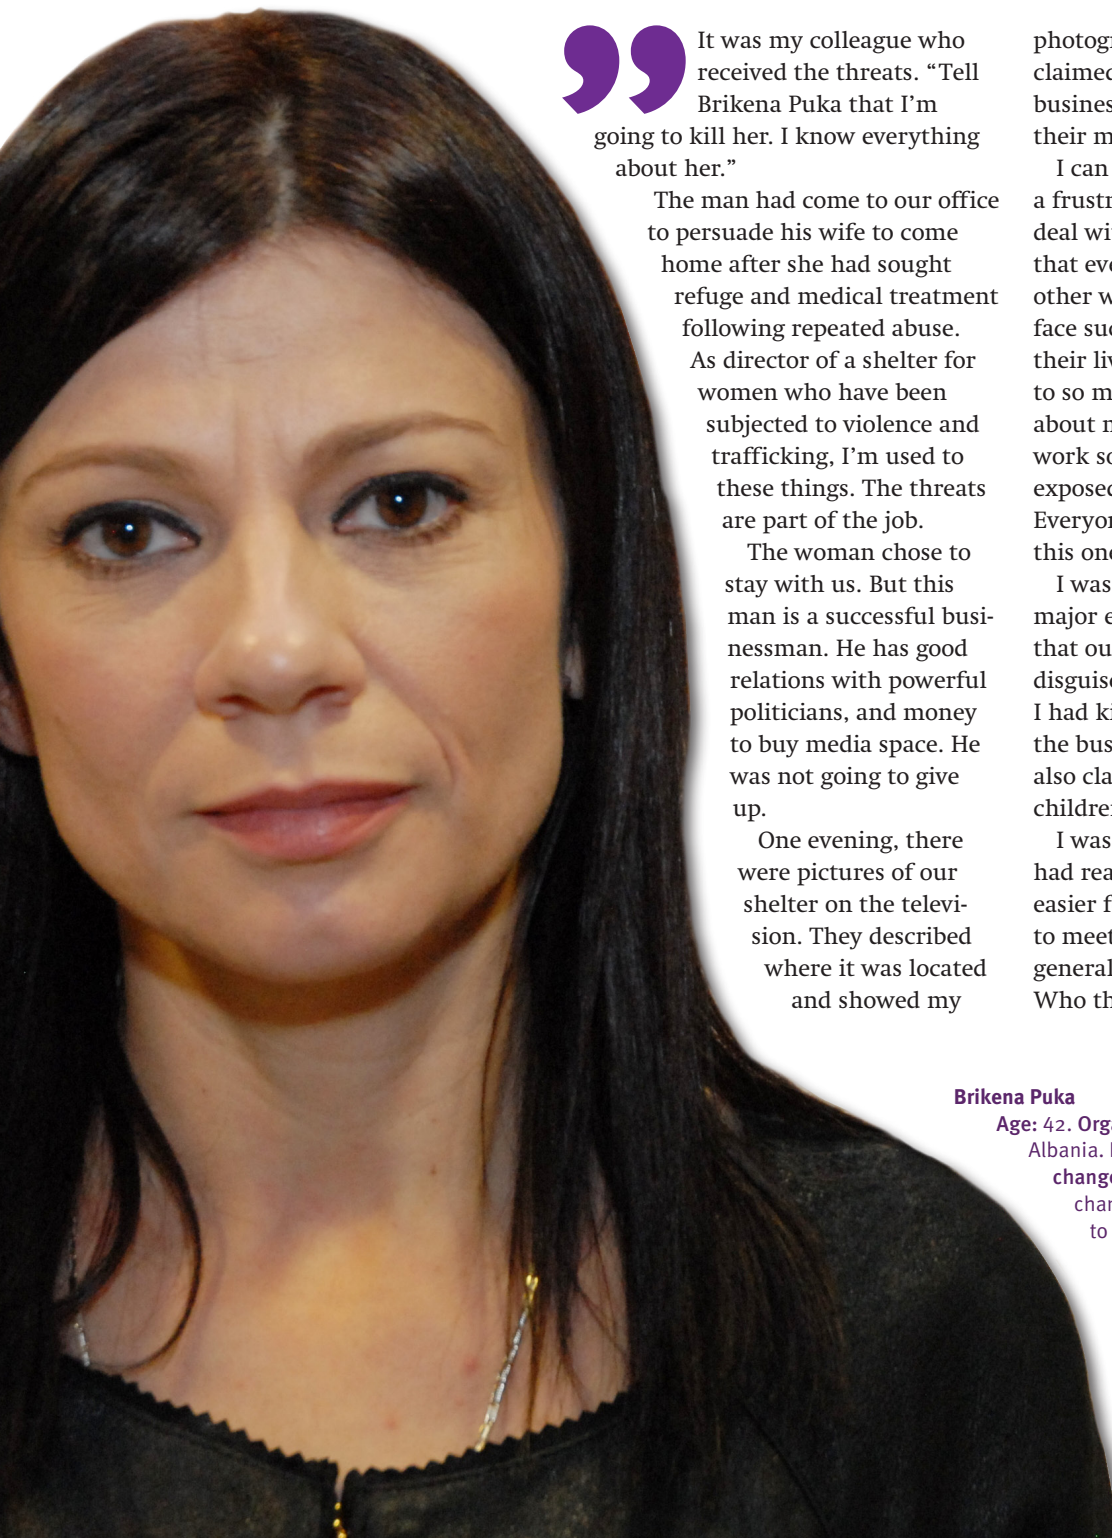 ”
It was my colleague who
received the threats. “Tell
Brikena Puka that I’m
going to kill her. I know everything
about her.”
The man had come to our office
to persuade his wife to come
home after she had sought
refuge and medical treatment
following repeated abuse.
As director of a shelter for
women who have been
subjected to violence and
trafficking, I’m used to
these things. The threats
are part of the job.
The woman chose to
stay with us. But this
man is a successful busi-
nessman. He has good
relations with powerful
politicians, and money
to buy media space. He
was not going to give
up.
One evening, there
were pictures of our
shelter on the televi-
sion. They described
where it was located
and showed my
claimed
their m
I can
deal wi
other w
their liv
to so m
about
work
exposed
this
I was
major
that
I had
the
also
I was
had
easier
to meet
general
Who
Brikena Puka
Age: 42.
Albania.
to